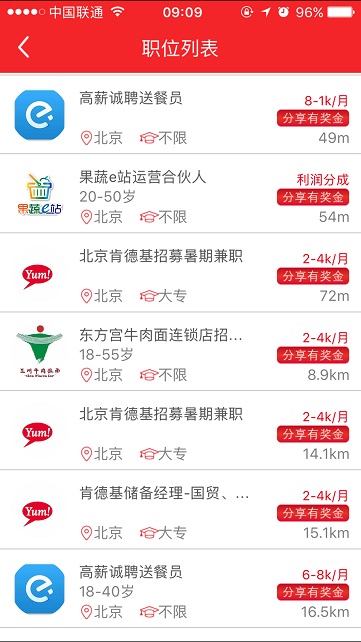 中国联通 09:09 96%
职位列表
高薪诚聘送餐员
8-1k/月
分享有奖金
北京 不限 49m
果蔬e站
果蔬e站运营合伙人
利润分成
20-50岁
分享有奖金
北京 不限 54m
Yum!
北京肯德基招募暑期兼职
2-4k/月
分享有奖金
北京 大专 72m
东方宫牛肉面连锁店招...
2-4k/月
18-55岁
分享有奖金
北京 不限 8.9km
Yum!
北京肯德基招募暑期兼职
2-4k/月
分享有奖金
北京 大专 14.1km
Yum!
肯德基储备经理-国贸、...
2-4k/月
分享有奖金
北京 大专 15.1km
高薪诚聘送餐员
6-8k/月
18-40岁
分享有奖金
北京 不限 16.5km